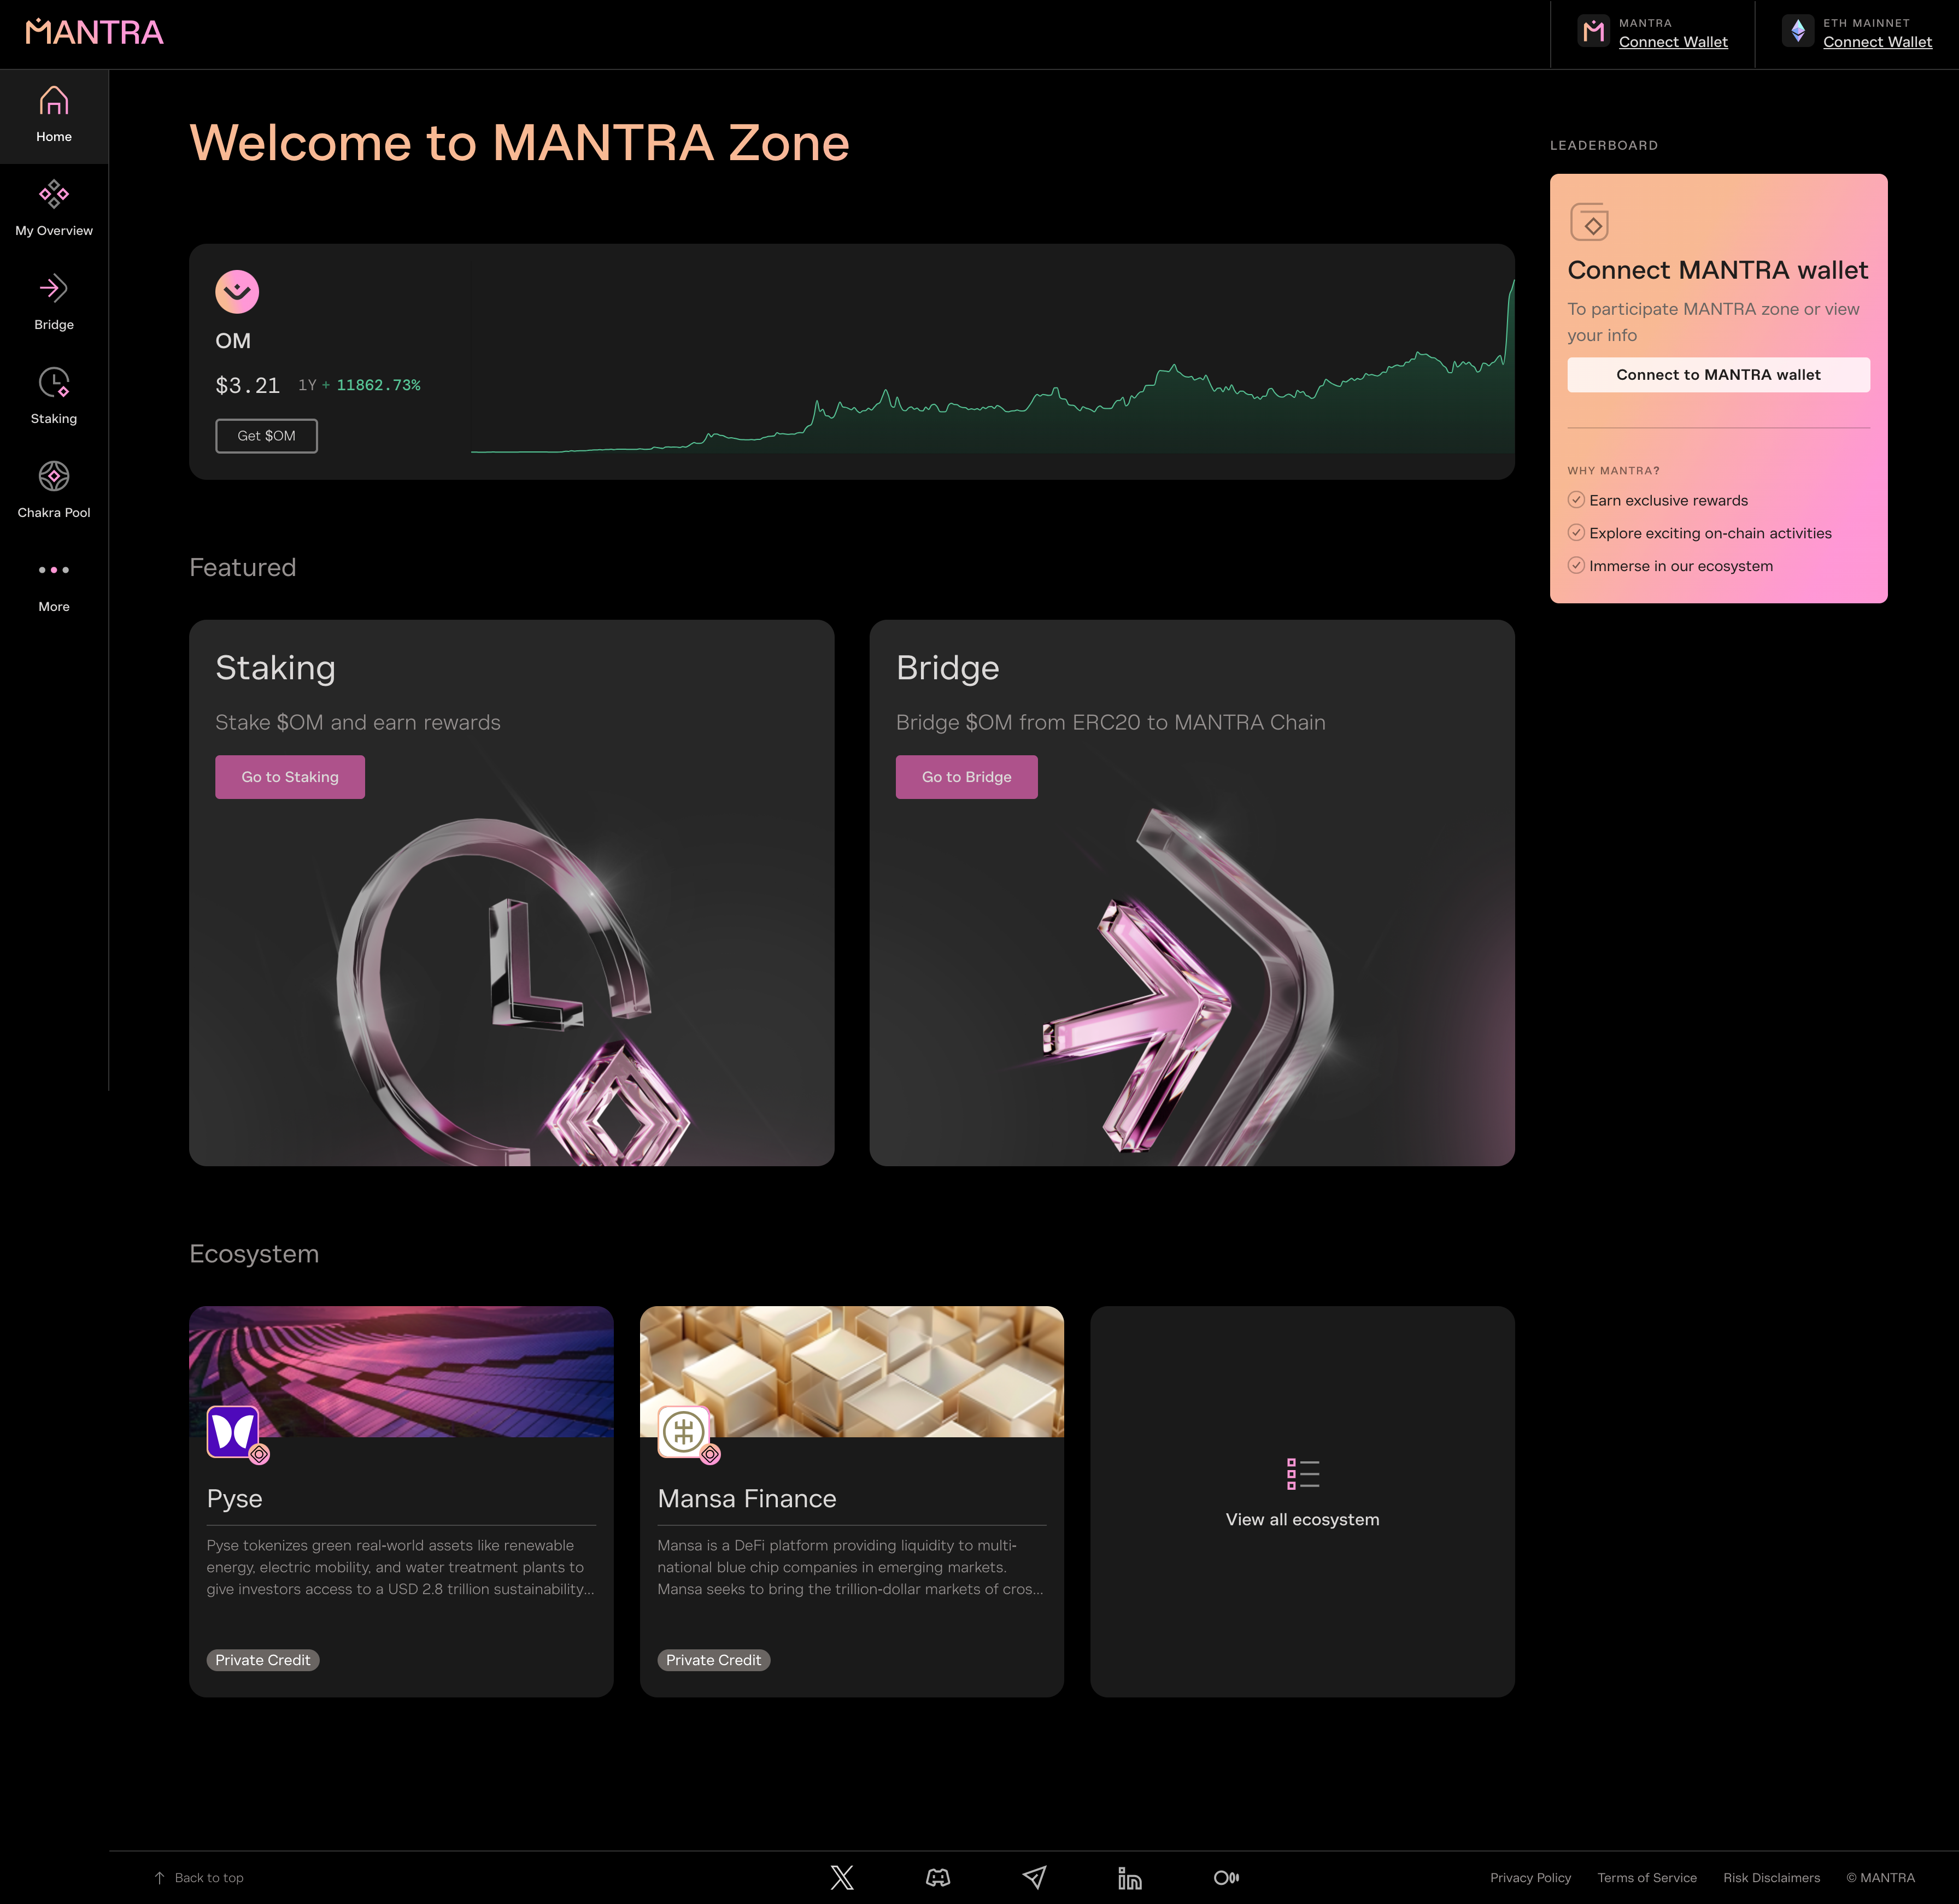 MANTRA
MANTRA
Connect Wallet
ETH MAINNET
Connect Wallet
Home
My Overview
Bridge
Staking
Chakra Pool
More
Welcome to MANTRA Zone
OM
$3.21 1Y + 11862.73%
Get $OM
LEADERBOARD
Connect MANTRA wallet
To participate MANTRA zone or view
your info
Connect to MANTRA wallet
WHY MANTRA?
Earn exclusive rewards
Explore exciting on-chain activities
Immerse in our ecosystem
Featured
Staking
Stake $OM and earn rewards
Go to Staking
Bridge
Bridge $OM from ERC20 to MANTRA Chain
Go to Bridge
Ecosystem
Pyse
Pyse tokenizes green real-world assets like renewable
energy, electric mobility, and water treatment plants to
give investors access to a USD 2.8 trillion sustainability...
Private Credit
Mansa Finance
Mansa is a DeFi platform providing liquidity to multi-
national blue chip companies in emerging markets.
Mansa seeks to bring the trillion-dollar markets of cros...
Private Credit
View all ecosystem
Back to top
Privacy Policy
Terms of Service
Risk Disclaimers
© MANTRA